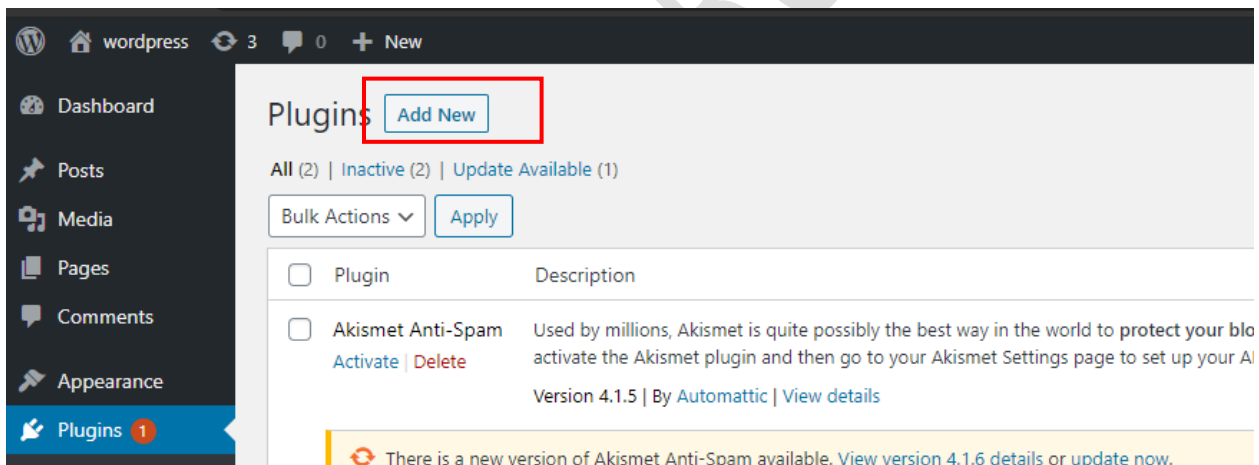 wordpress 3 0 + New
Dashboard
Posts
Media
Pages
Comments
Appearance
Plugins 1
Plugins Add New
All (2) | Inactive (2) | Update Available (1)
Bulk Actions Apply
Plugin Description
Akismet Anti-Spam
Activate | Delete
Used by millions, Akismet is quite possibly the best way in the world to protect your blo
activate the Akismet plugin and then go to your Akismet Settings page to set up your A
Version 4.1.5 | By Automattic | View details
There is a new version of Akismet Anti-Spam available. View version 4.1.6 details or update now.